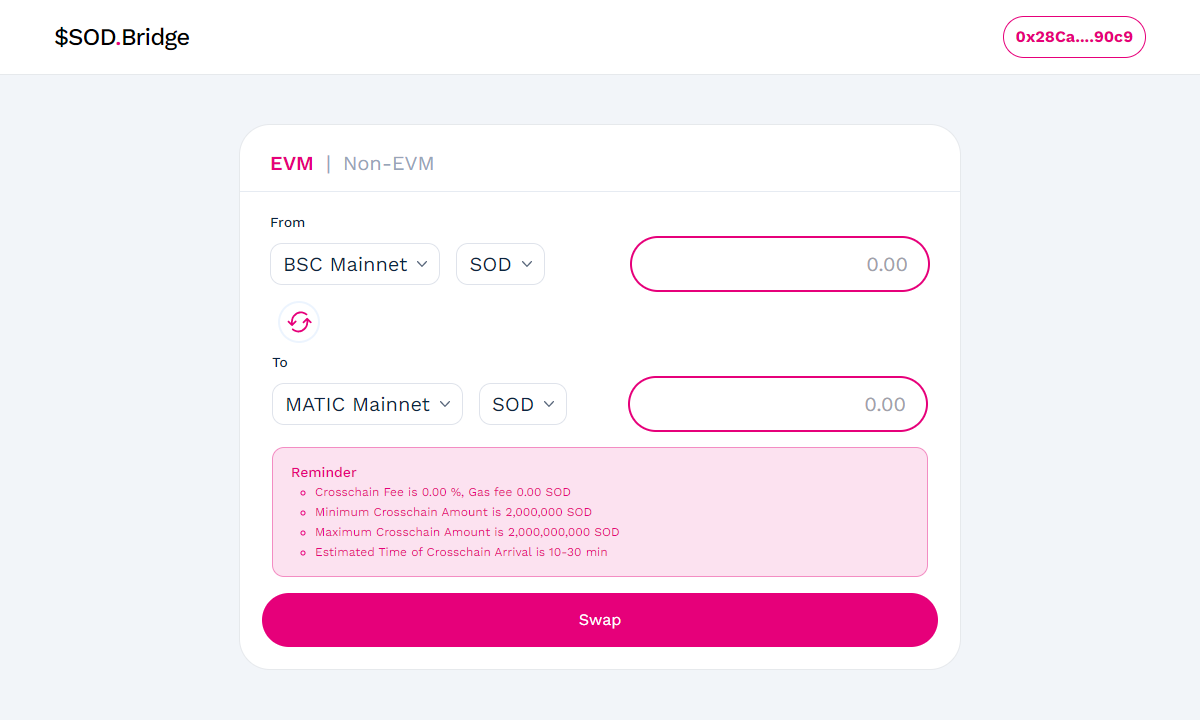 $SOD.Bridge
0x28Ca....90c9
EVM | Non-EVM
From
BSC Mainnet SOD 0.00
To
MATIC Mainnet SOD 0.00
Reminder
Crosschain Fee is 0.00 %, Gas fee 0.00 SOD
Minimum Crosschain Amount is 2,000,000 SOD
Maximum Crosschain Amount is 2,000,000,000 SOD
Estimated Time of Crosschain Arrival is 10-30 min
Swap